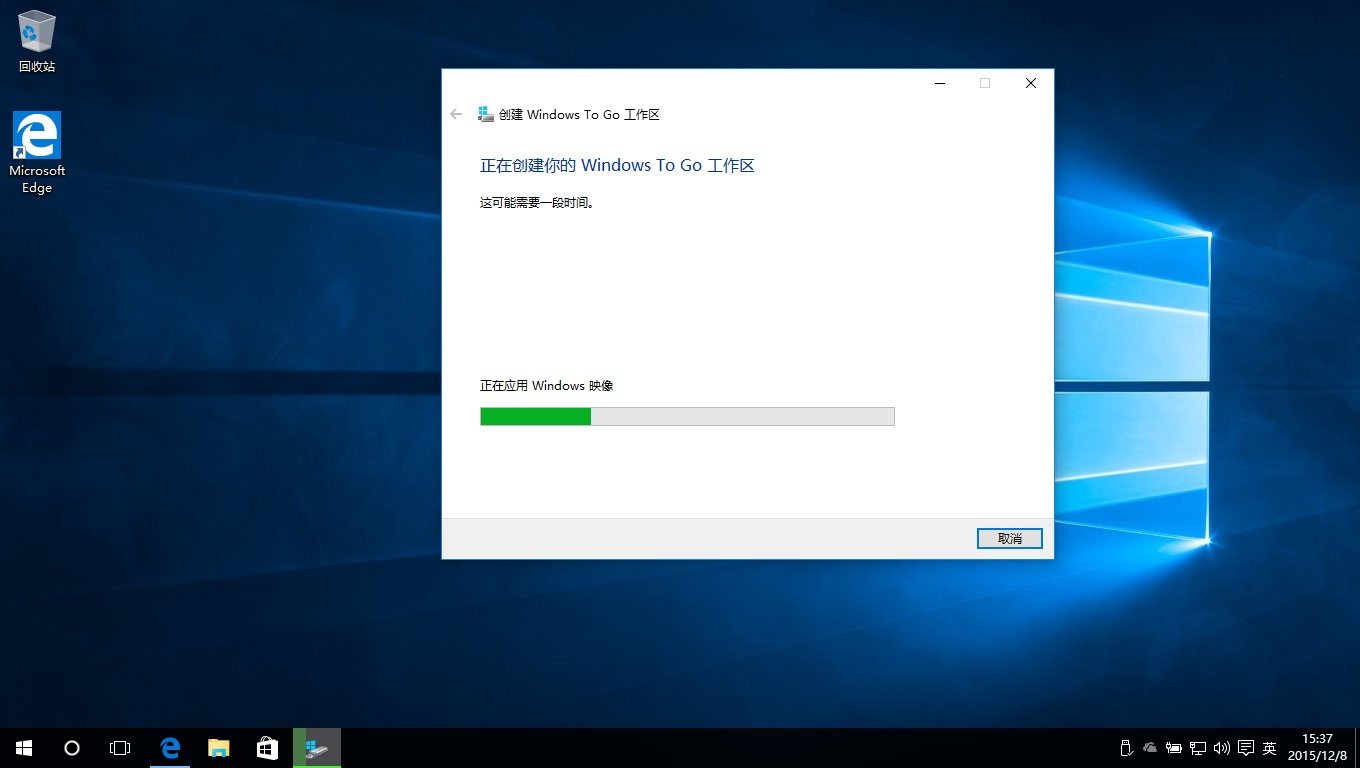 回收站
Microsoft
Edge
创建 Windows To Go 工作区
正在创建你的 Windows To Go 工作区
这可能需要一段时间。
正在应用 Windows 映像
取消
英
15:37
2015/12/8